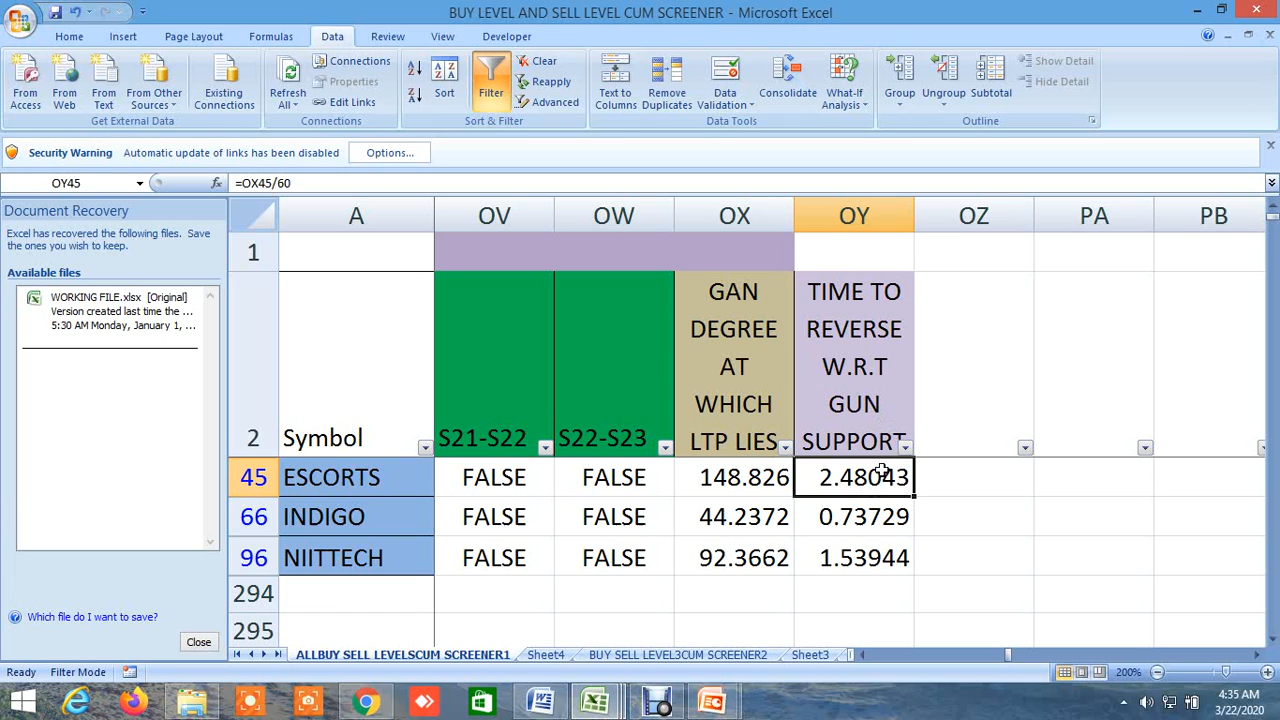 BUY LEVEL AND SELL LEVEL CUM SCREENER - Microsoft Excel
Home Insert Page Layout Formulas Data Review View Developer
From Access
From Web
From Text
From Other Sources
Existing Connections
Get External Data
Refresh All
Connections
Properties
Edit Links
Connections
Sort
Filter
Clear
Reapply
Advanced
Sort & Filter
Text to Columns
Remove Duplicates
Data Validation
Consolidate
What-If Analysis
Data Tools
Group
Ungroup
Subtotal
Show Detail
Hide Detail
Outline
Security Warning Automatic update of links has been disabled Options...
OY45 fx =OX45/60
Document Recovery
Excel has recovered the following files. Save
the ones you wish to keep.
Available files
WORKING FILE.xlsx [Original]
Version created last time the ...
5:30 AM Monday, January 1, ...
Which file do I want to save?
Close
A OV OW OX OY OZ PA PB
1
2 Symbol S21-S22 S22-S23
GAN
DEGREE
AT
WHICH
LTP LIES
TIME TO
REVERSE
W.R.T
GUN
SUPPORT
45 ESCORTS FALSE FALSE 148.826 2.48043
66 INDIGO FALSE FALSE 44.2372 0.73729
96 NIITTECH FALSE FALSE 92.3662 1.53944
294
295
ALLBUY SELL LEVELSCUM SCREENER1 Sheet4 BUY SELL LEVEL3CUM SCREENER2 Sheet3
Ready Filter Mode 200%
4:35 AM
3/22/2020